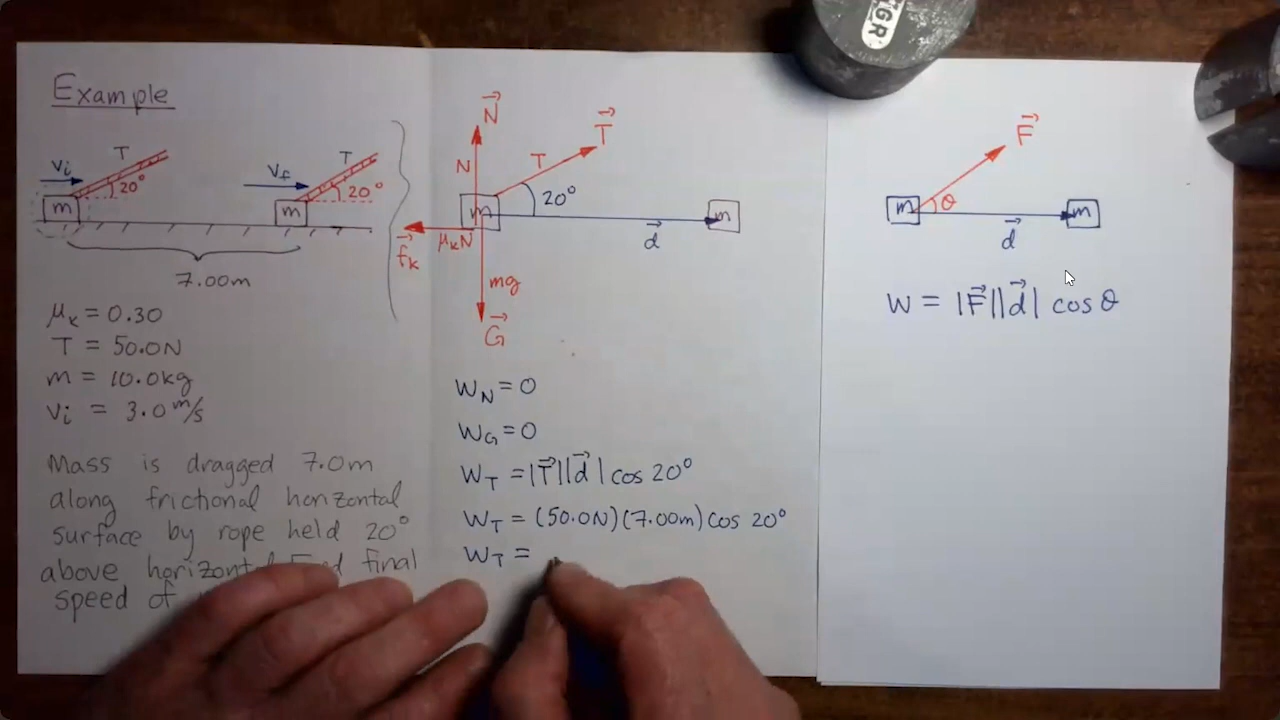 Example
Vi
T
20°
m
Vf
T
20°
m
7.00m
μk = 0.30
T = 50.0N
m = 10.0kg
Vi = 3.0 m/s
Mass is dragged 7.0m
along frictional horizontal
surface by rope held 20°
above horizontal final
speed of
N⃗
N
T
T⃗
20°
m
m
d⃗
f⃗k
μkN
mg
G⃗
WN = 0
WG = 0
WT = |T⃗||d⃗| cos 20°
WT = (50.0N)(7.00m) cos 20°
WT =
KGR
F⃗
m
θ
m
d⃗
W = |F⃗||d⃗| cos θ